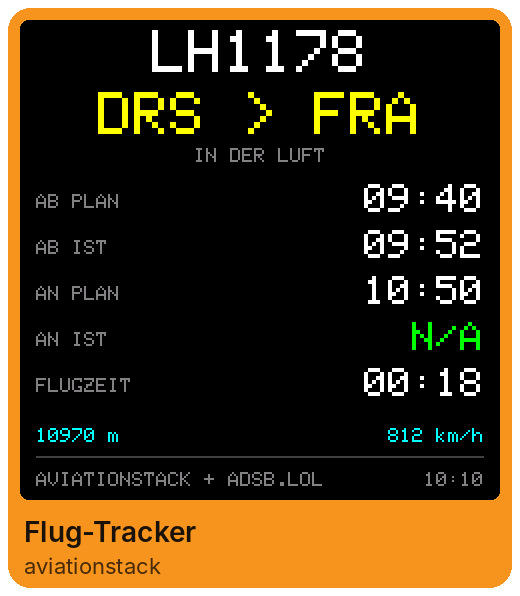 LH1178
DRS > FRA
IN DER LUFT
AB PLAN 09:40
AB IST 09:52
AN PLAN 10:50
AN IST N/A
FLUGZEIT 00:18
10970 m 812 km/h
AVIATIONSTACK + ADSB.LOL 10:10
Flug-Tracker
aviationstack